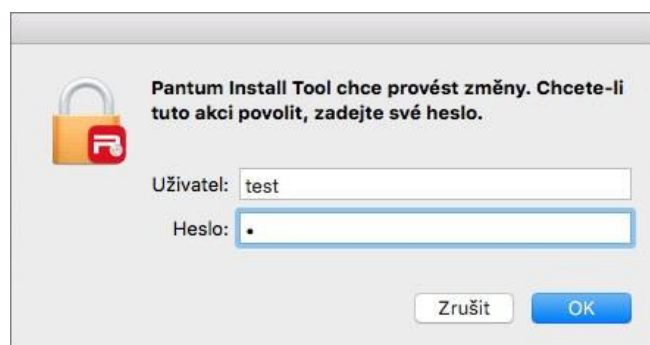 Pantum Install Tool chce provést změny. Chcete-li
tuto akci povolit, zadejte své heslo.
Uživatel: test
Heslo: •
Zrušit OK